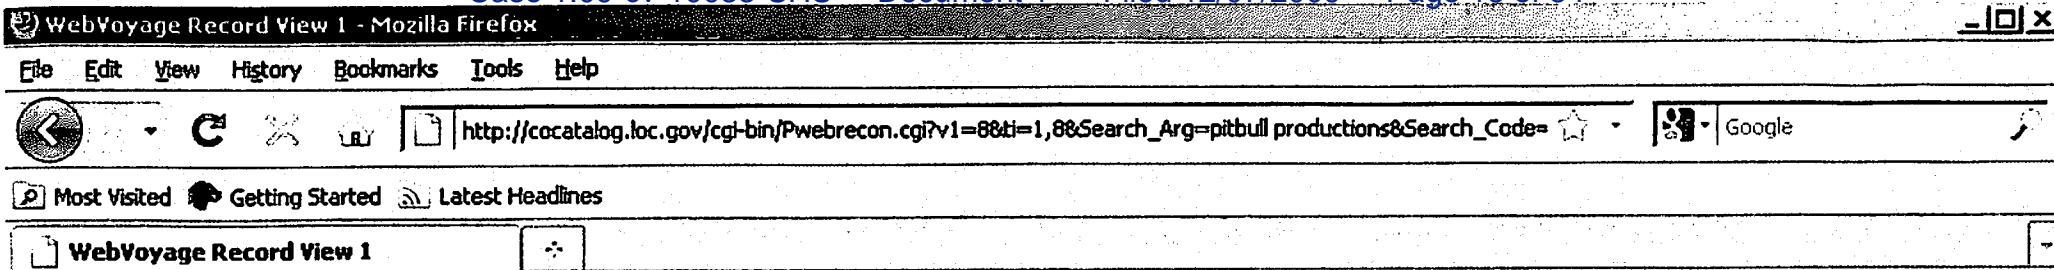 WebVoyage Record View 1 - Mozilla Firefox
File Edit View History Bookmarks Tools Help
http://cocatalog.loc.gov/cgi-bin/Pwebrecon.cgi?v1=8&ti=1,8&Search_Arg=pitbull productions&Search_Code= Google
Most Visited Getting Started Latest Headlines
WebVoyage Record View 1